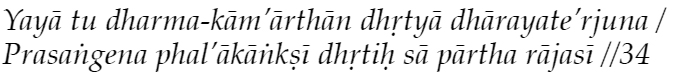 Yayā tu dharma-kām’ārthān dhṛtyā dhārayate’rjuna /
Prasaṅgena phal’ākāṅkṣī dhṛtiḥ sā pārtha rājasī //34